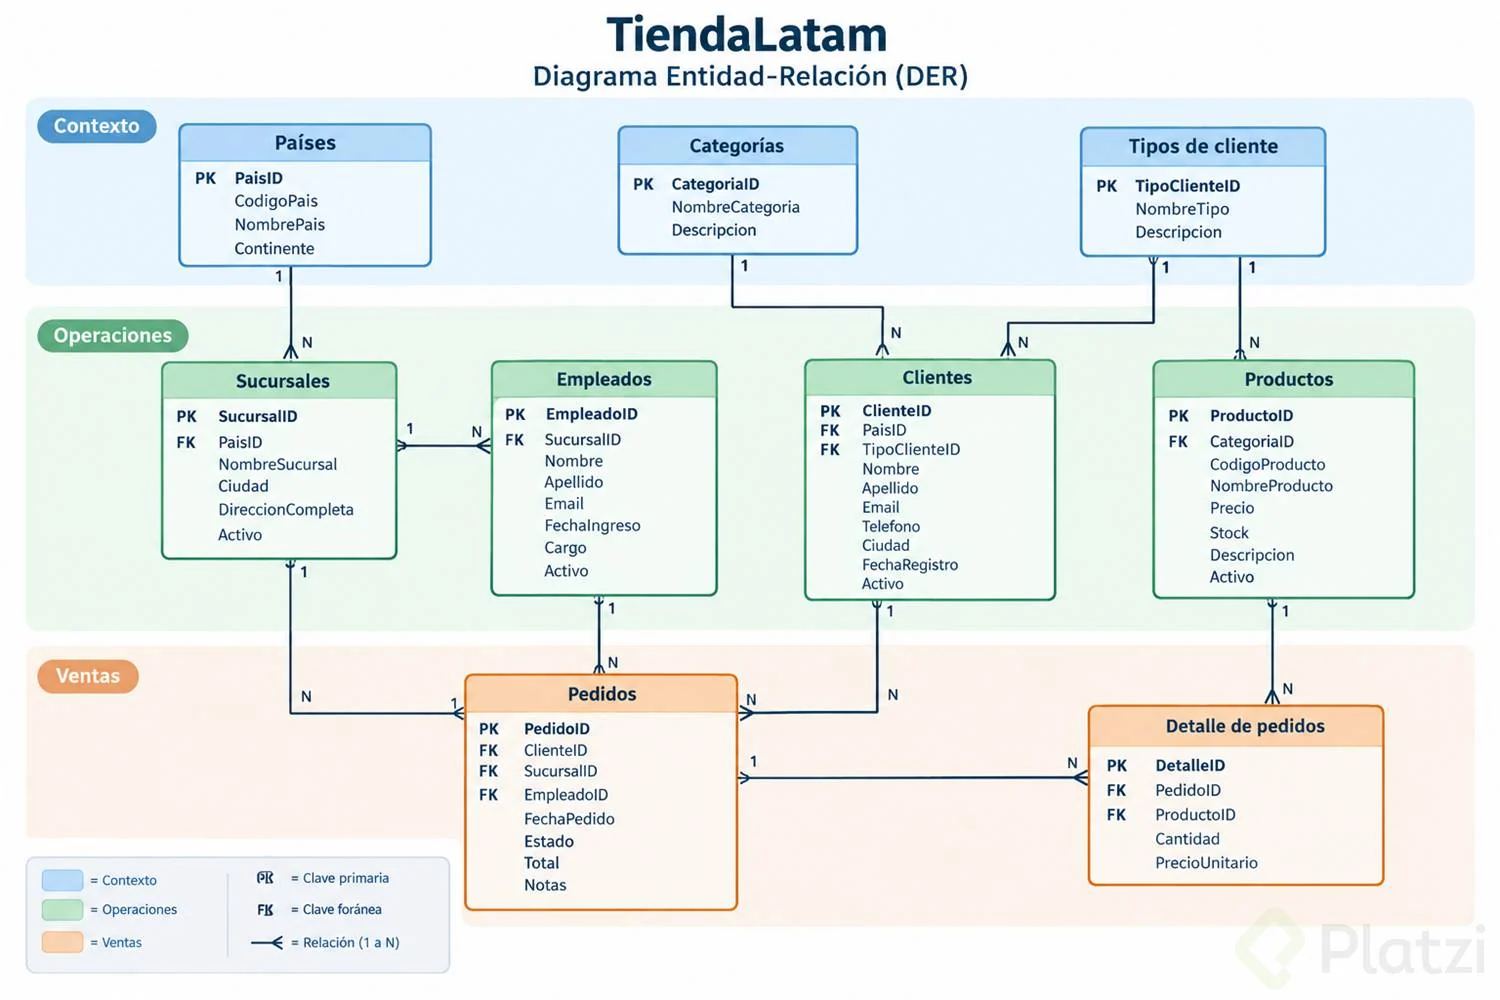 TiendaLatam
Diagrama Entidad-Relación (DER)
Contexto
Países
PK PaisID
CodigoPais
NombrePais
Continente
Categorías
PK CategoriaID
NombreCategoria
Descripcion
Tipos de cliente
PK TipoClienteID
NombreTipo
Descripcion
1
1
1
1
Operaciones
N
N
N
N
Sucursales
PK SucursalID
FK PaisID
NombreSucursal
Ciudad
DireccionCompleta
Activo
1
N
Empleados
PK EmpleadoID
FK SucursalID
Nombre
Apellido
Email
FechaIngreso
Cargo
Activo
Clientes
PK ClienteID
FK PaisID
FK TipoClienteID
Nombre
Apellido
Email
Telefono
Ciudad
FechaRegistro
Activo
Productos
PK ProductoID
FK CategoriaID
CodigoProducto
NombreProducto
Precio
Stock
Descripcion
Activo
1
1
1
1
Ventas
N
1
N
N
N
N
Pedidos
PK PedidoID
FK ClienteID
FK SucursalID
FK EmpleadoID
FechaPedido
Estado
Total
Notas
1
N
Detalle de pedidos
PK DetalleID
FK PedidoID
FK ProductoID
Cantidad
PrecioUnitario
= Contexto
= Operaciones
= Ventas
PK = Clave primaria
FK = Clave foránea
= Relación (1 a N)
Platzi